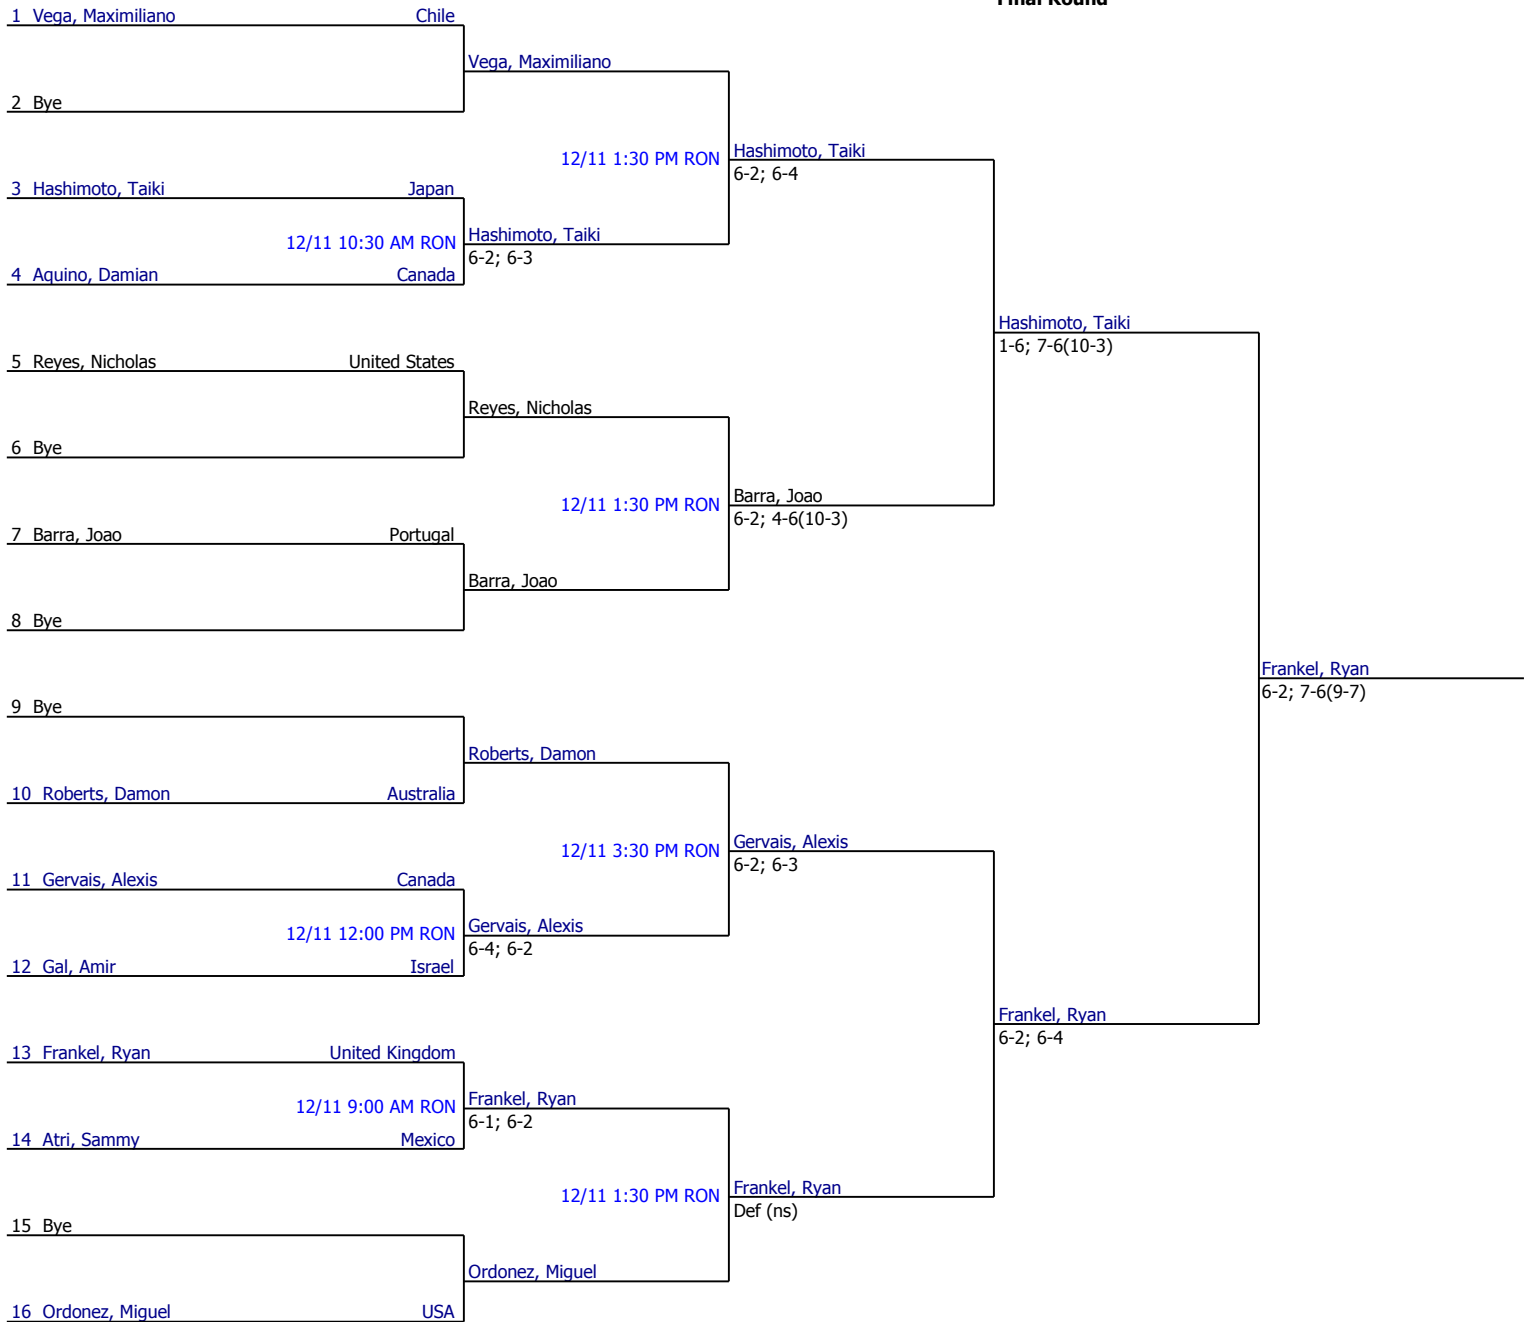 Final Round
1 Vega, Maximiliano Chile
Vega, Maximiliano
2 Bye
12/11 1:30 PM RON Hashimoto, Taiki
6-2; 6-4
3 Hashimoto, Taiki Japan
12/11 10:30 AM RON Hashimoto, Taiki
6-2; 6-3
4 Aquino, Damian Canada
Hashimoto, Taiki
1-6; 7-6(10-3)
5 Reyes, Nicholas United States
Reyes, Nicholas
6 Bye
12/11 1:30 PM RON Barra, Joao
6-2; 4-6(10-3)
7 Barra, Joao Portugal
Barra, Joao
8 Bye
Frankel, Ryan
6-2; 7-6(9-7)
9 Bye
Roberts, Damon
10 Roberts, Damon Australia
12/11 3:30 PM RON Gervais, Alexis
6-2; 6-3
11 Gervais, Alexis Canada
12/11 12:00 PM RON Gervais, Alexis
6-4; 6-2
12 Gal, Amir Israel
Frankel, Ryan
6-2; 6-4
13 Frankel, Ryan United Kingdom
12/11 9:00 AM RON Frankel, Ryan
6-1; 6-2
14 Atri, Sammy Mexico
12/11 1:30 PM RON Frankel, Ryan
Def (ns)
15 Bye
Ordonez, Miguel
16 Ordonez, Miguel USA